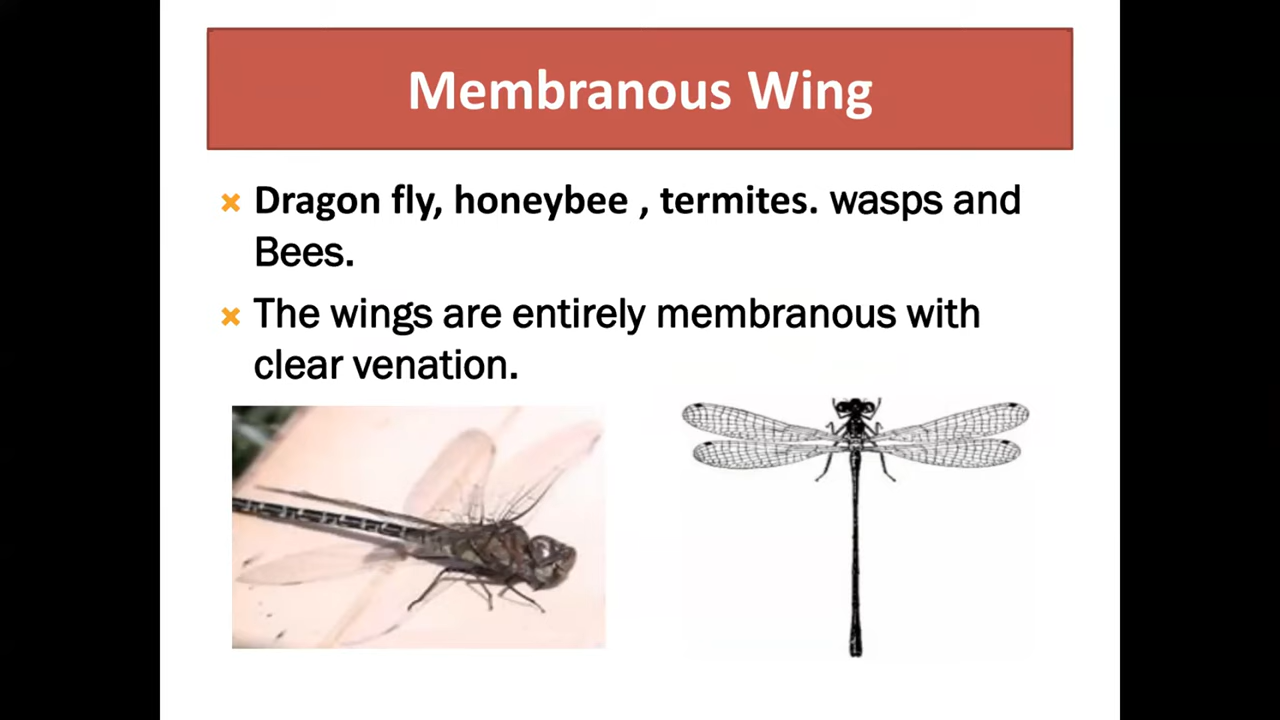 Membranous Wing
Dragon fly, honeybee , termites. wasps and
Bees.
The wings are entirely membranous with
clear venation.